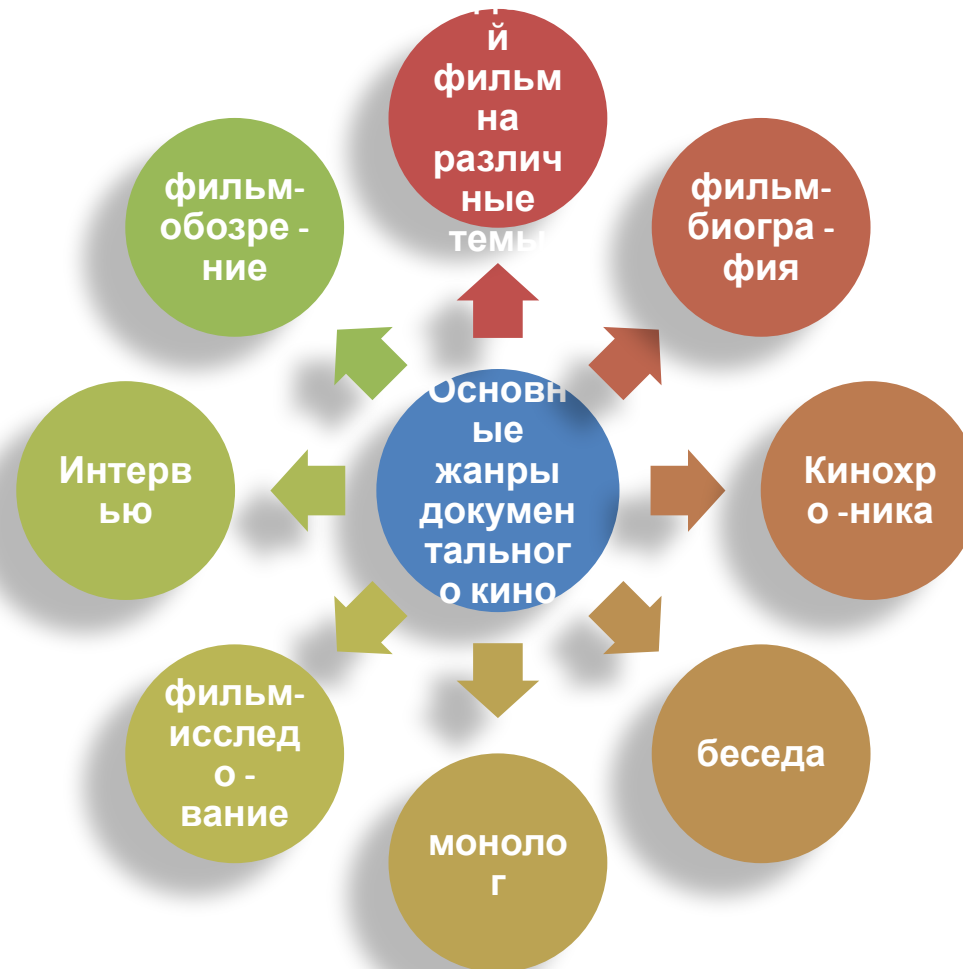 й
фильм
на
различ
ные
темы
фильм-
биогра -
фия
Кинохр
о -ника
беседа
моноло
г
фильм-
исслед
о -
вание
Интерв
ью
фильм-
обозре -
ние
Основн
ые
жанры
докумен
тальног
о кино